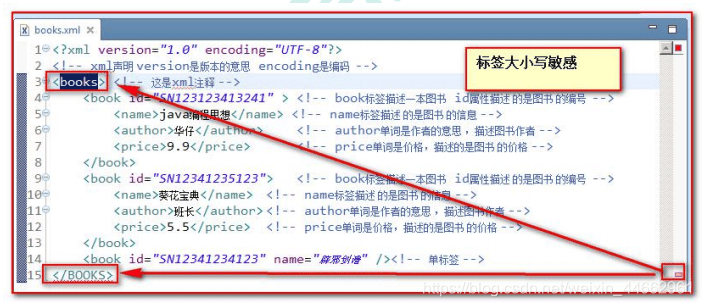 books.xml
标签大小写敏感
1 <?xml version="1.0" encoding="UTF-8"?>
2 <!-- xml声明 version是版本的意思 encoding是编码 -->
3 <books> <!-- 这是xml注释 -->
4 <book id="SN123123413241" > <!-- book标签描述一本图书 id属性描述 的是图书 的编号 -->
5 <name>java编程思想</name> <!-- name标签描述 的是图书 的信息 -->
6 <author>华仔</author> <!-- author单词是作者的意思 ，描述图书作者 -->
7 <price>9.9</price> <!-- price单词是价格，描述的是图书 的价格 -->
8 </book>
9 <book id="SN12341235123"> <!-- book标签描述一本图书 id属性描述 的是图书 的编号 -->
10 <name>葵花宝典</name> <!-- name标签描述 的是图书 的信息 -->
11 <author>班长</author><!-- author单词是作者的意思 ，描述图书作者 -->
12 <price>5.5</price> <!-- price单词是价格，描述的是图书 的价格 -->
13 </book>
14 <book id="SN12341234123" name="辟邪剑谱" /><!-- 单标签 -->
15 </BOOKS>